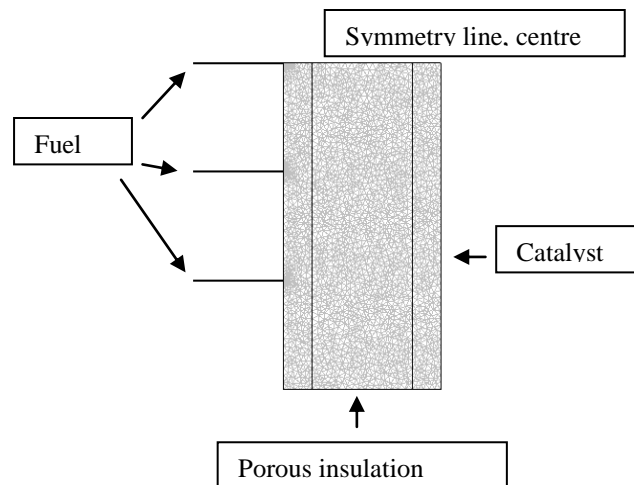 Symmetry line, centre
Fuel
Catalyst
Porous insulation